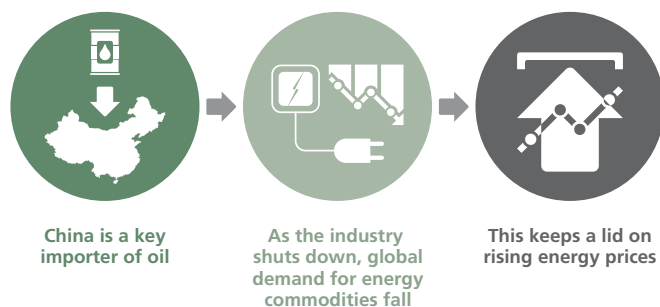 China is a key
importer of oil
As the industry
shuts down, global
demand for energy
commodities fall
This keeps a lid on
rising energy prices